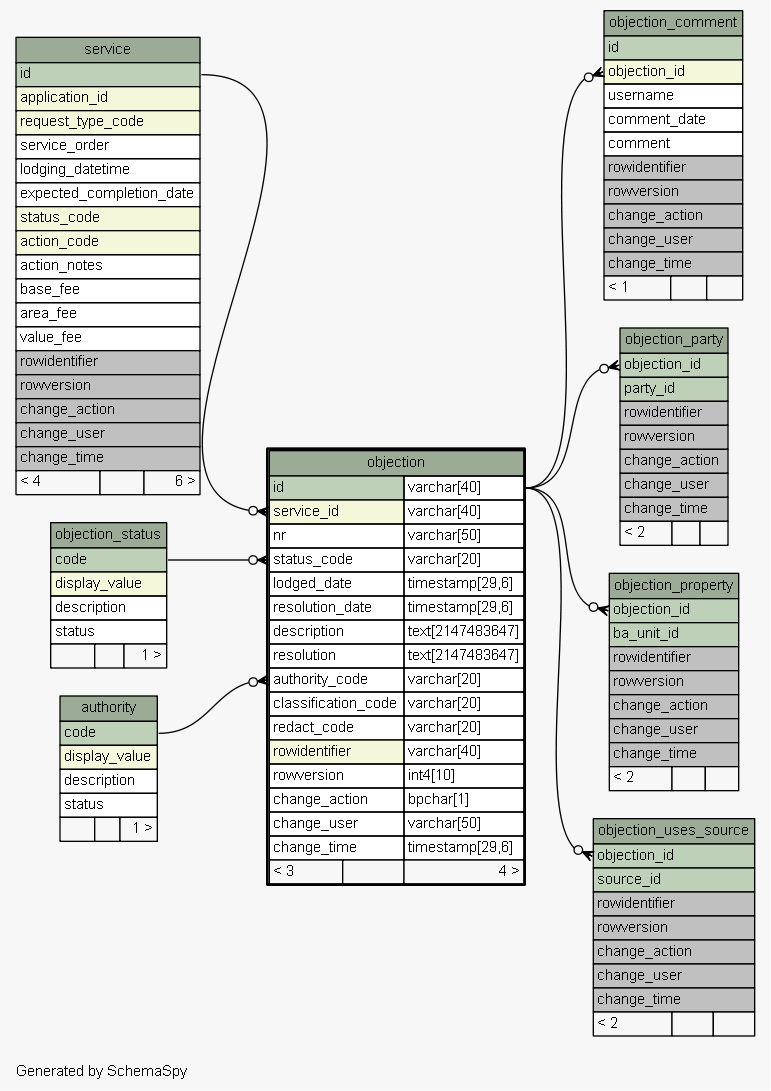 service
id
application_id
request_type_code
service_order
lodging_datetime
expected_completion_date
status_code
action_code
action_notes
base_fee
area_fee
value_fee
rowidentifier
rowversion
change_action
change_user
change_time
< 4 6 >
objection_status
code
display_value
description
status
1 >
authority
code
display_value
description
status
1 >
objection
id varchar[40]
service_id varchar[40]
nr varchar[50]
status_code varchar[20]
lodged_date timestamp[29,6]
resolution_date timestamp[29,6]
description text[2147483647]
resolution text[2147483647]
authority_code varchar[20]
classification_code varchar[20]
redact_code varchar[20]
rowidentifier varchar[40]
rowversion int4[10]
change_action bpchar[1]
change_user varchar[50]
change_time timestamp[29,6]
< 3 4 >
objection_comment
id
objection_id
username
comment_date
comment
rowidentifier
rowversion
change_action
change_user
change_time
< 1
objection_party
objection_id
party_id
rowidentifier
rowversion
change_action
change_user
change_time
< 2
objection_property
objection_id
ba_unit_id
rowidentifier
rowversion
change_action
change_user
change_time
< 2
objection_uses_source
objection_id
source_id
rowidentifier
rowversion
change_action
change_user
change_time
< 2
Generated by SchemaSpy